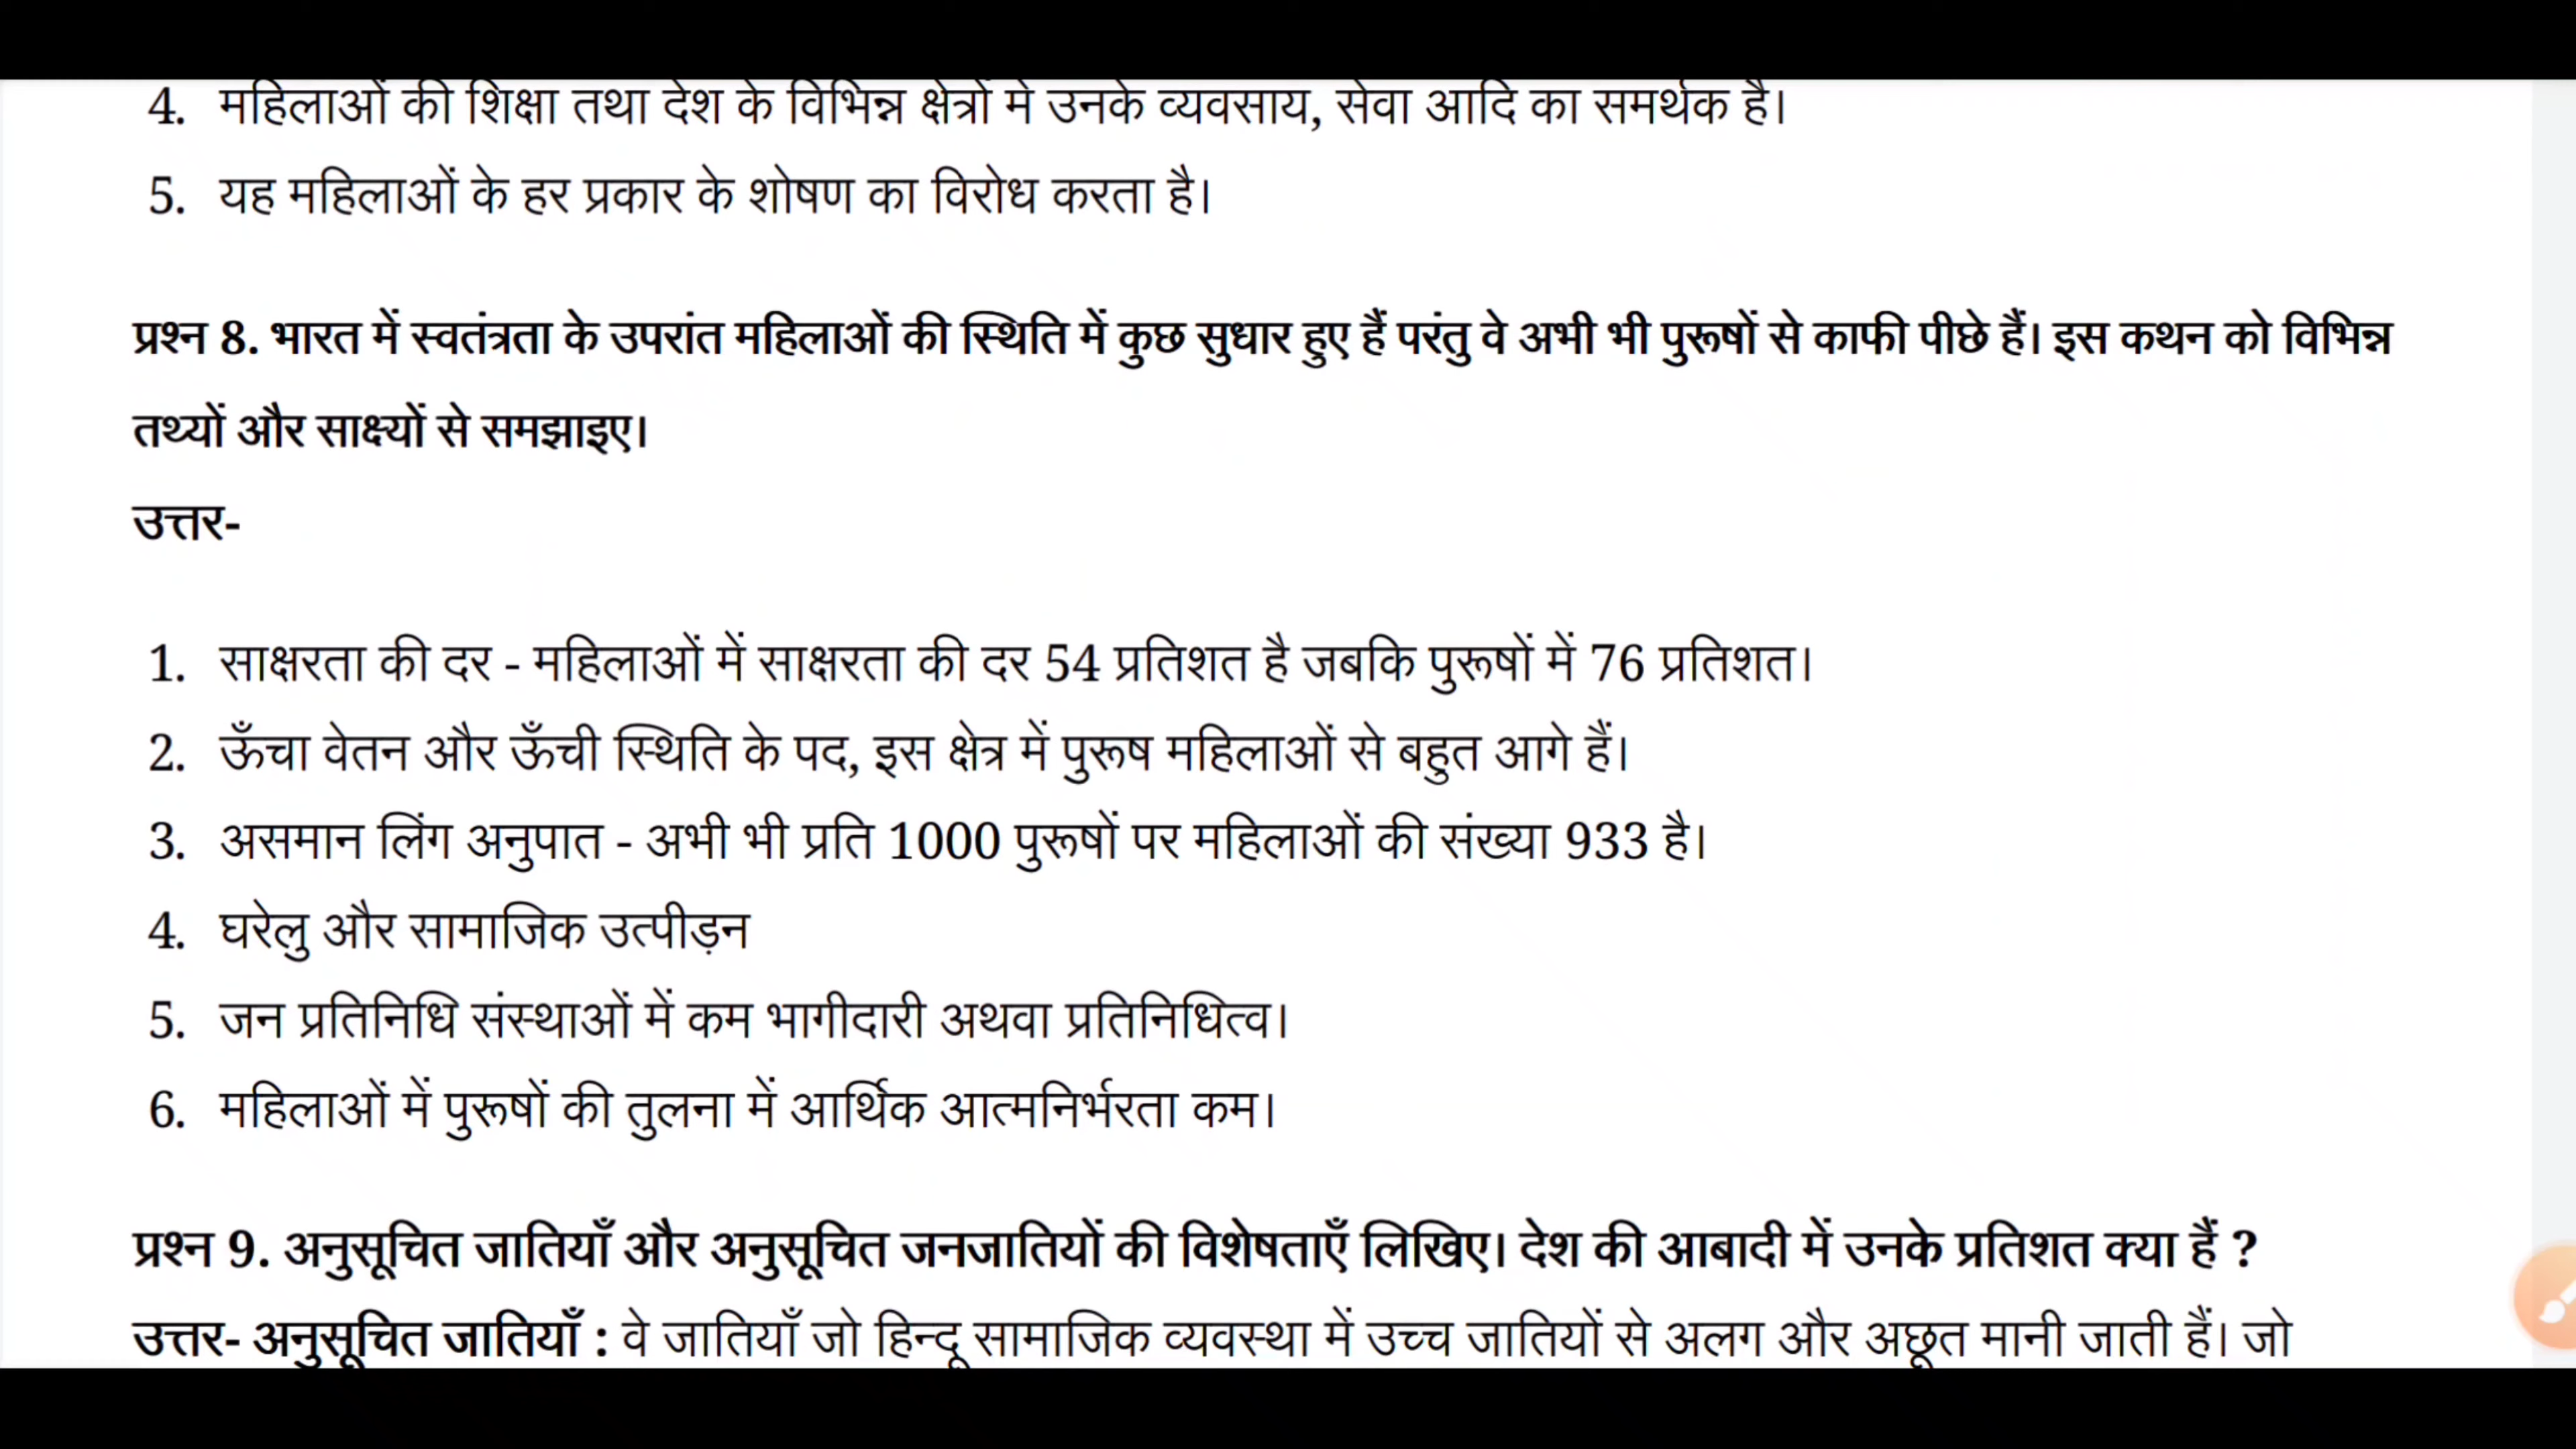 4. महिलाओं की शिक्षा तथा देश के विभिन्न क्षेत्रों में उनके व्यवसाय, सेवा आदि का समर्थक है।
5. यह महिलाओं के हर प्रकार के शोषण का विरोध करता है।
प्रश्न 8. भारत में स्वतंत्रता के उपरांत महिलाओं की स्थिति में कुछ सुधार हुए हैं परंतु वे अभी भी पुरूषों से काफी पीछे हैं। इस कथन को विभिन्न
तथ्यों और साक्ष्यों से समझाइए।
उत्तर-
1. साक्षरता की दर - महिलाओं में साक्षरता की दर 54 प्रतिशत है जबकि पुरूषों में 76 प्रतिशत।
2. ऊँचा वेतन और ऊँची स्थिति के पद, इस क्षेत्र में पुरूष महिलाओं से बहुत आगे हैं।
3. असमान लिंग अनुपात - अभी भी प्रति 1000 पुरूषों पर महिलाओं की संख्या 933 है।
4. घरेलु और सामाजिक उत्पीड़न
5. जन प्रतिनिधि संस्थाओं में कम भागीदारी अथवा प्रतिनिधित्व।
6. महिलाओं में पुरूषों की तुलना में आर्थिक आत्मनिर्भरता कम।
प्रश्न 9. अनुसूचित जातियाँ और अनुसूचित जनजातियों की विशेषताएँ लिखिए। देश की आबादी में उनके प्रतिशत क्या हैं ?
उत्तर- अनुसूचित जातियाँ : वे जातियाँ जो हिन्दू सामाजिक व्यवस्था में उच्च जातियों से अलग और अछूत मानी जाती हैं। जो